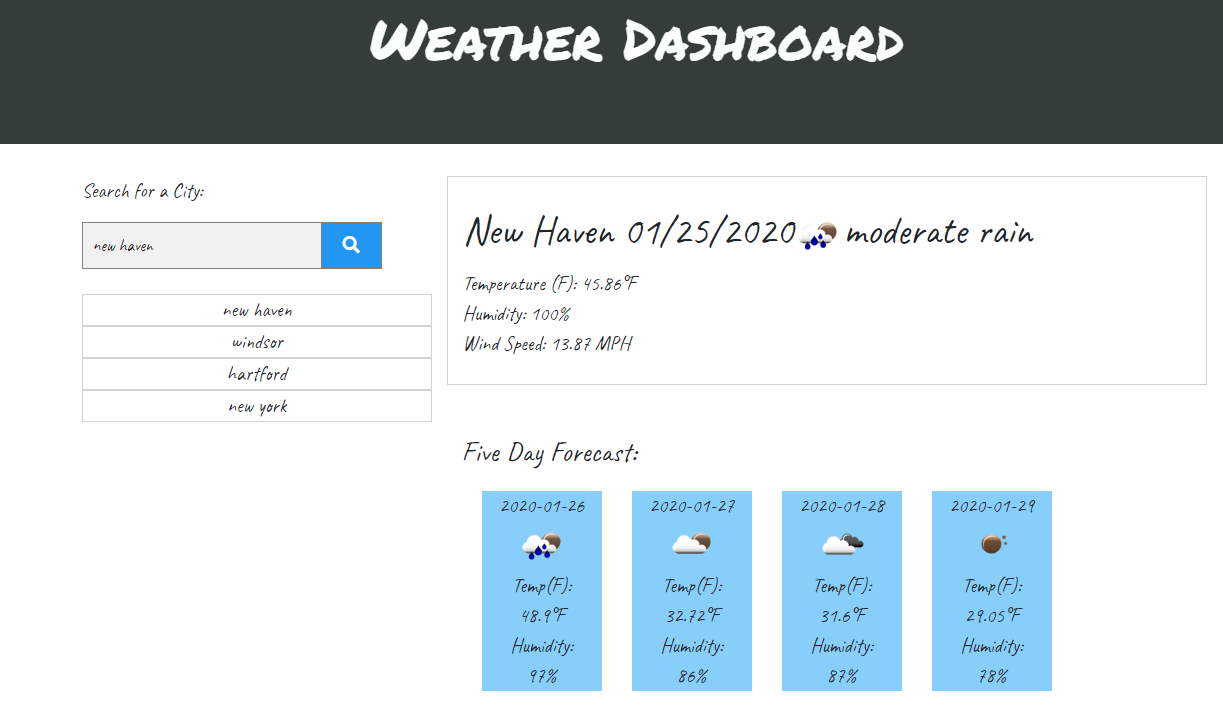 Weather Dashboard
Search for a City:
new haven
new haven
windsor
hartford
new york
New Haven 01/25/2020 moderate rain
Temperature (F): 45.86°F
Humidity: 100%
Wind Speed: 13.87 MPH
Five Day Forecast:
2020-01-26
Temp(F):
48.9°F
Humidity:
97%
2020-01-27
Temp(F):
32.72°F
Humidity:
86%
2020-01-28
Temp(F):
31.6°F
Humidity:
87%
2020-01-29
Temp(F):
29.05°F
Humidity:
78%